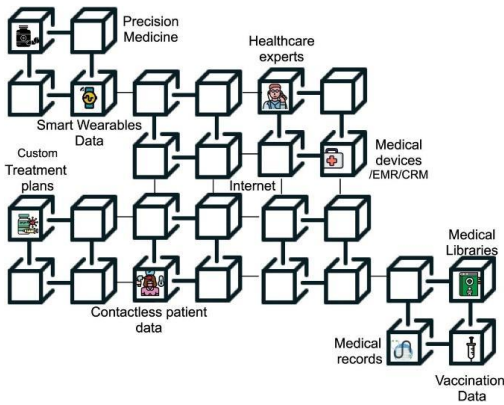 Precision
Medicine
Healthcare
experts
Smart Wearables
Data
Custom
Treatment
plans
Medical
devices
/EMR/CRM
Internet
Medical
Libraries
Contactless patient
data
Medical
records
Vaccination
Data